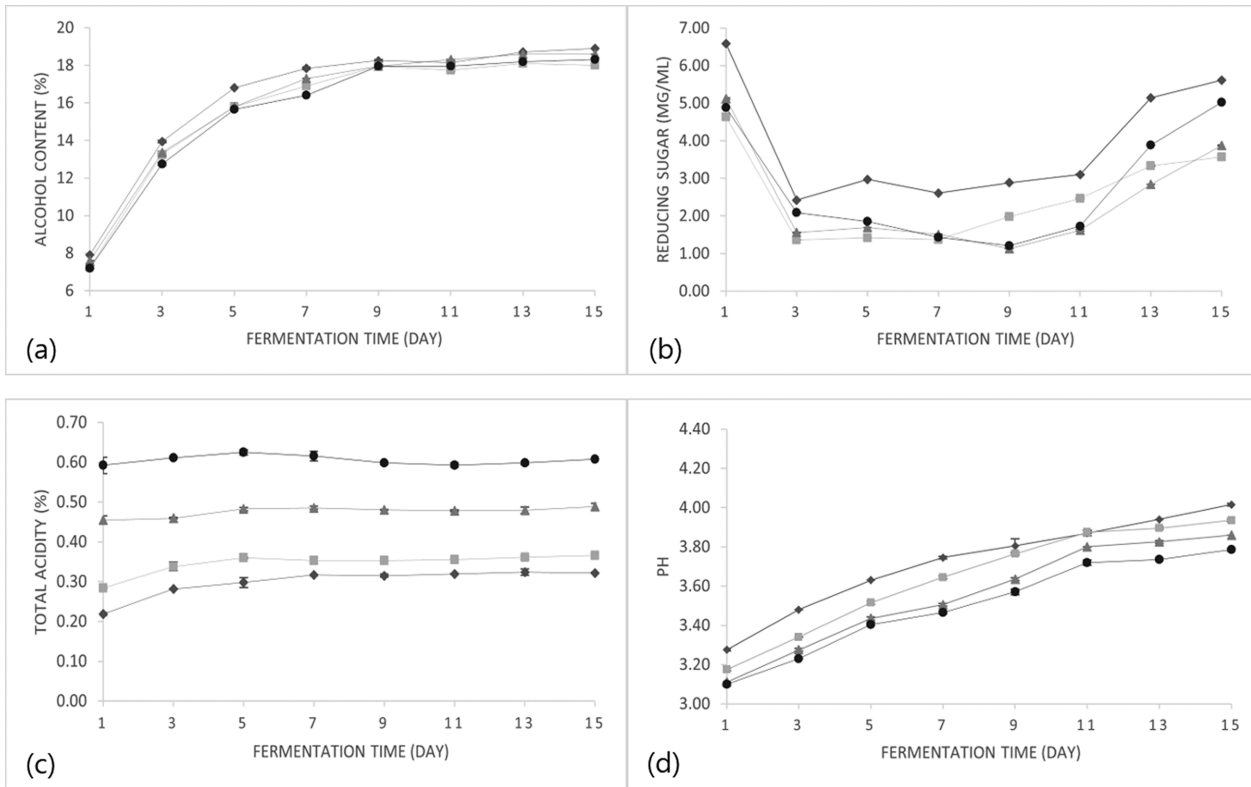 20
18
16
14
12
10
8
6
ALCOHOL CONTENT (%)
1 3 5 7 9 11 13 15
FERMENTATION TIME (DAY)
(a)
7.00
6.00
5.00
4.00
3.00
2.00
1.00
0.00
REDUCING SUGAR (MG/ML)
1 3 5 7 9 11 13 15
FERMENTATION TIME (DAY)
(b)
0.70
0.60
0.50
0.40
0.30
0.20
0.10
0.00
TOTAL ACIDITY (%)
1 3 5 7 9 11 13 15
FERMENTATION TIME (DAY)
(c)
4.40
4.20
4.00
3.80
3.60
3.40
3.20
3.00
PH
1 3 5 7 9 11 13 15
FERMENTATION TIME (DAY)
(d)